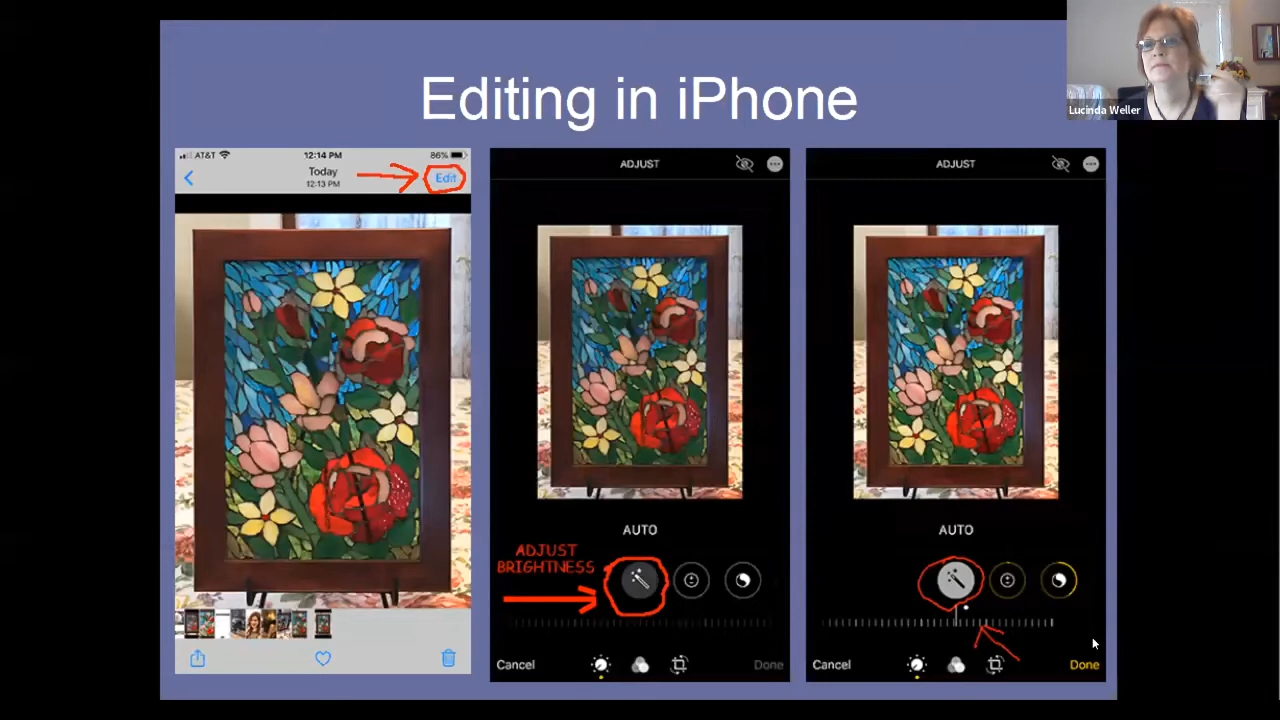 Editing in iPhone
Lucinda Weller
AT&T 12:14 PM 86%
Today
12:13 PM
Edit
ADJUST
AUTO
ADJUST
BRIGHTNESS
Cancel Done
ADJUST
AUTO
Cancel Done